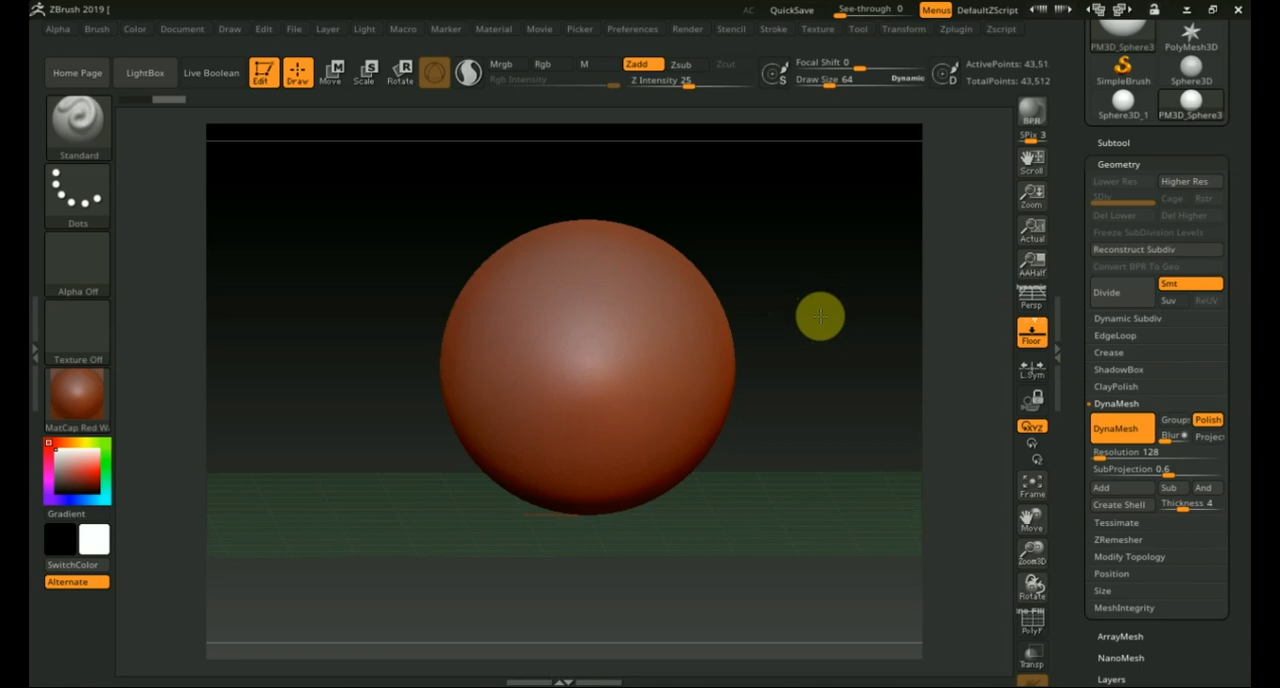 ZBrush 2019 [
AC QuickSave See-through 0 Menus DefaultZScript
Alpha Brush Color Document Draw Edit File Layer Light Macro Marker Material Movie Picker Preferences Render Stencil Stroke Texture Tool Transform Zplugin Zscript
Home Page LightBox Live Boolean Edit Draw Move Scale Rotate
Mrgb Rgb M Zadd Zsub Zcut
Rgb Intensity Z Intensity 25
Focal Shift 0
Draw Size 64 Dynamic
ActivePoints: 43,51
TotalPoints: 43,512
S
D
Standard
Dots
Alpha Off
Texture Off
MatCap Red W
Gradient
SwitchColor
Alternate
BPR
SPix 3
Scroll
Zoom
Actual
AAHalf
Dynamic
Persp
Floor
L.Sym
XYZ
Frame
Move
Zoom3D
Rotate
PolyF
Transp
PM3D_Sphere3 PolyMesh3D
SimpleBrush Sphere3D
Sphere3D_1 PM3D_Sphere3
Subtool
Geometry
Lower Res Higher Res
SDiv Cage Rstr
Del Lower Del Higher
Freeze SubDivision Levels
Reconstruct Subdiv
Convert BPR To Geo
Divide Smt
Suv ReUV
Dynamic Subdiv
EdgeLoop
Crease
ShadowBox
ClayPolish
DynaMesh
DynaMesh Group Polish
Blur Projec
Resolution 128
SubProjection 0.6
Add Sub And
Create Shell Thickness 4
Tessimate
ZRemesher
Modify Topology
Position
Size
MeshIntegrity
ArrayMesh
NanoMesh
Layers